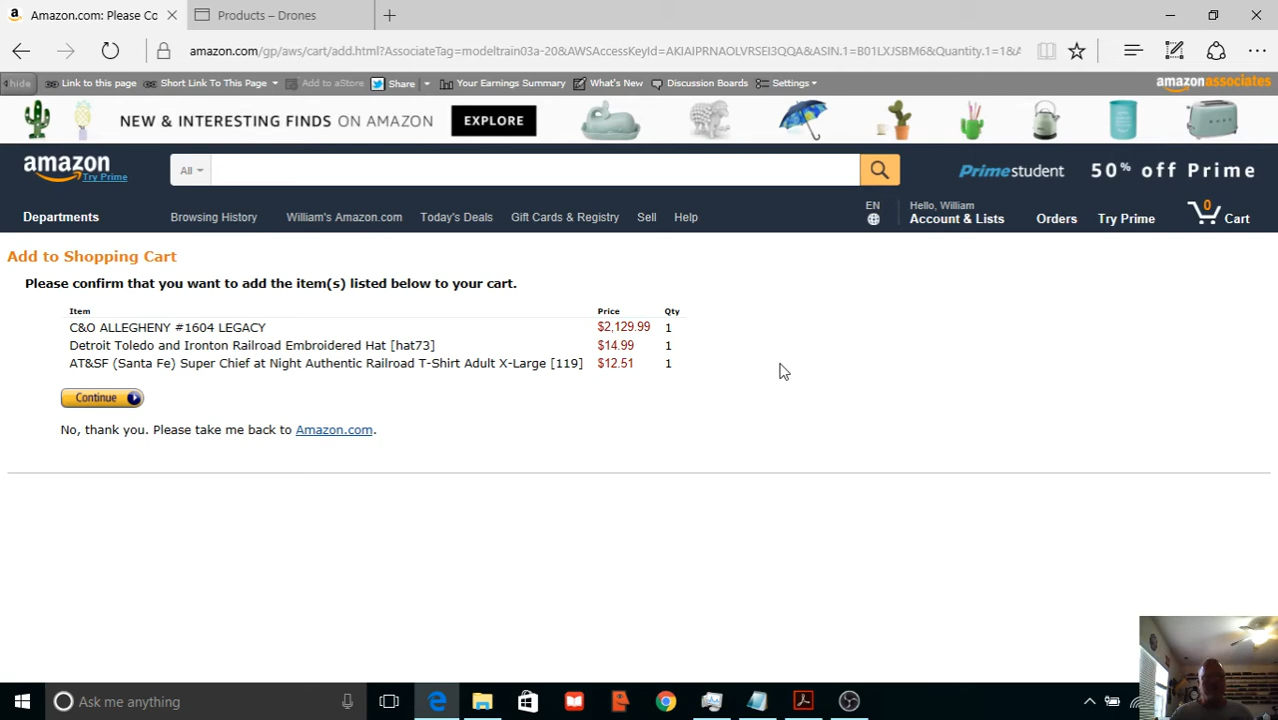 Amazon.com: Please Co
Products – Drones
amazon.com/gp/aws/cart/add.html?AssociateTag=modeltrain03a-20&AWSAccessKeyId=AKIAIPRNAOLVRSEI3QQA&ASIN.1=B01LXJSBM6&Quantity.1=1&A
hide Link to this page Short Link To This Page Add to aStore Share Your Earnings Summary What's New Discussion Boards Settings amazonassociates
NEW & INTERESTING FINDS ON AMAZON EXPLORE
amazon Try Prime All Primestudent 50% off Prime
Departments Browsing History William's Amazon.com Today's Deals Gift Cards & Registry Sell Help EN Hello, William Account & Lists Orders Try Prime 0 Cart
Add to Shopping Cart
Please confirm that you want to add the item(s) listed below to your cart.
Item Price Qty
C&O ALLEGHENY #1604 LEGACY $2,129.99 1
Detroit Toledo and Ironton Railroad Embroidered Hat [hat73] $14.99 1
AT&SF (Santa Fe) Super Chief at Night Authentic Railroad T-Shirt Adult X-Large [119] $12.51 1
Continue
No, thank you. Please take me back to Amazon.com.
Ask me anything